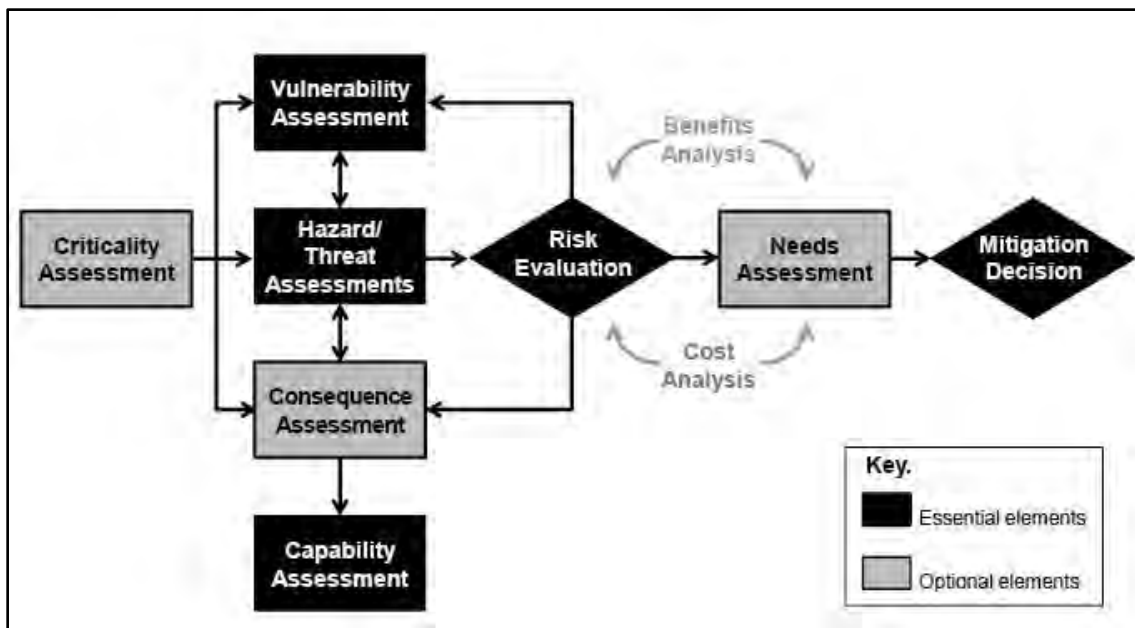 Vulnerability
Assessment
Benefits
Analysis
Criticality
Assessment
Hazard/
Threat
Assessments
Risk
Evaluation
Needs
Assessment
Mitigation
Decision
Cost
Analysis
Consequence
Assessment
Capability
Assessment
Key.
Essential elements
Optional elements